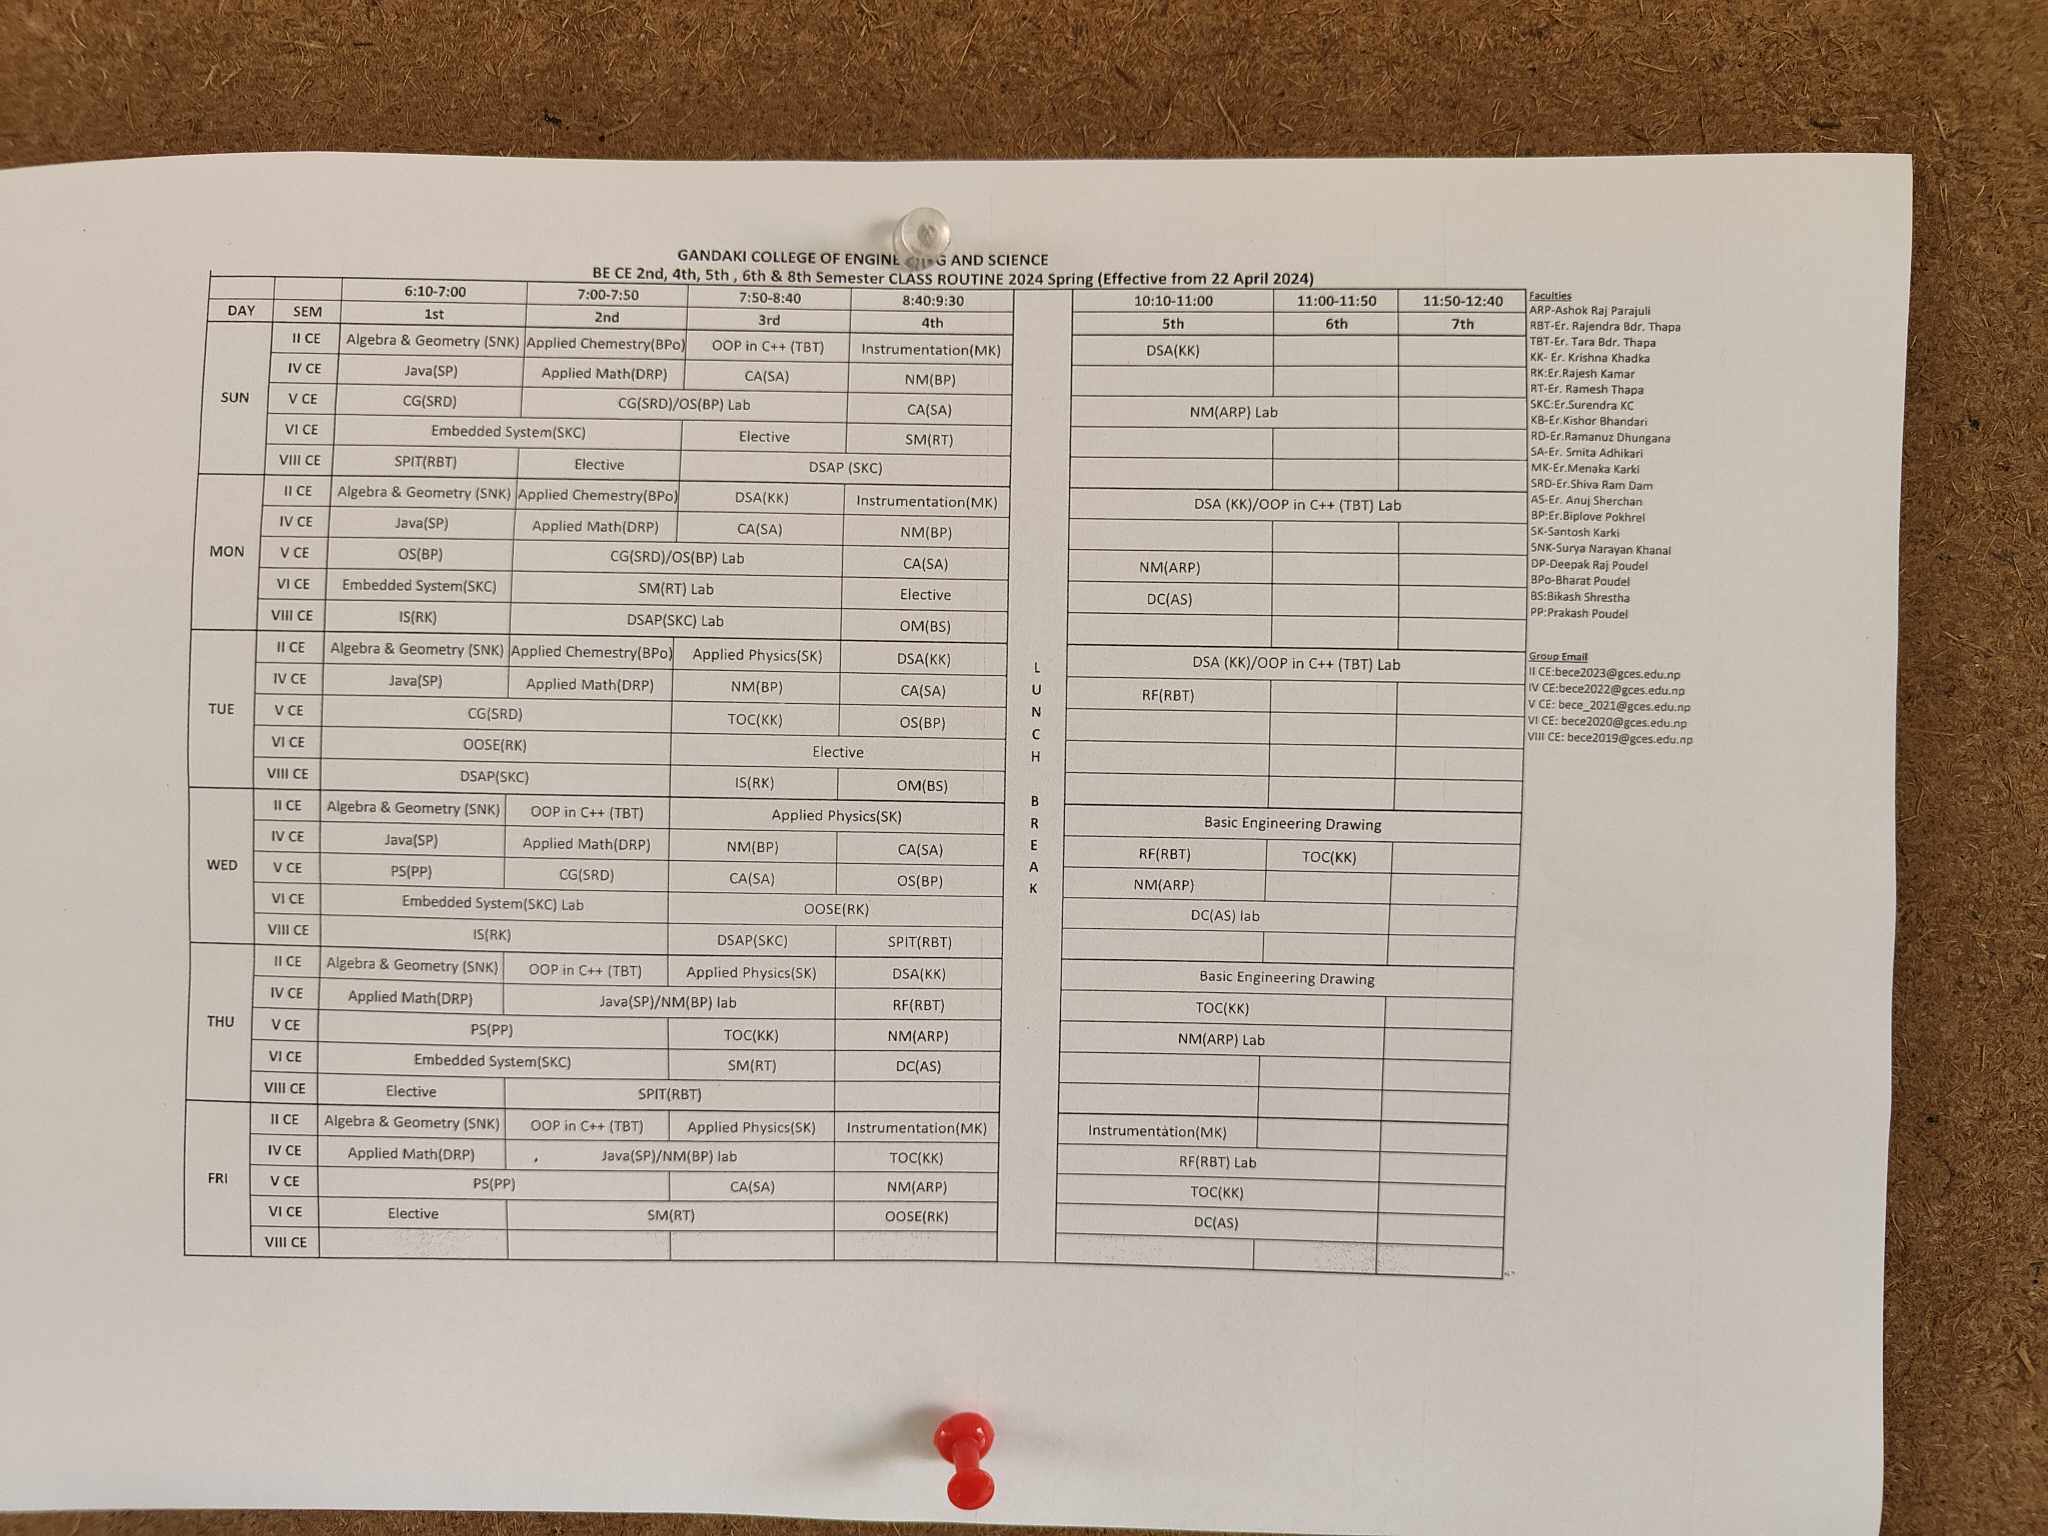 GANDAKI COLLEGE OF ENGINE G AND SCIENCE
BE CE 2nd, 4th, 5th , 6th & 8th Semester CLASS ROUTINE 2024 Spring (Effective from 22 April 2024)
6:10-7:00 7:00-7:50 7:50-8:40 8:40:9:30 10:10-11:00 11:00-11:50 11:50-12:40
DAY SEM 1st 2nd 3rd 4th 5th 6th 7th
SUN
II CE Algebra & Geometry (SNK) Applied Chemestry(BPo) OOP in C++ (TBT) Instrumentation(MK) DSA(KK)
IV CE Java(SP) Applied Math(DRP) CA(SA) NM(BP)
V CE CG(SRD) CG(SRD)/OS(BP) Lab CA(SA) NM(ARP) Lab
VI CE Embedded System(SKC) Elective SM(RT)
VIII CE SPIT(RBT) Elective DSAP (SKC)
MON
II CE Algebra & Geometry (SNK) Applied Chemestry(BPo) DSA(KK) Instrumentation(MK) DSA (KK)/OOP in C++ (TBT) Lab
IV CE Java(SP) Applied Math(DRP) CA(SA) NM(BP)
V CE OS(BP) CG(SRD)/OS(BP) Lab CA(SA) NM(ARP)
VI CE Embedded System(SKC) SM(RT) Lab Elective DC(AS)
VIII CE IS(RK) DSAP(SKC) Lab OM(BS)
TUE
II CE Algebra & Geometry (SNK) Applied Chemestry(BPo) Applied Physics(SK) DSA(KK) DSA (KK)/OOP in C++ (TBT) Lab
IV CE Java(SP) Applied Math(DRP) NM(BP) CA(SA) RF(RBT)
V CE CG(SRD) TOC(KK) OS(BP)
VI CE OOSE(RK) Elective
VIII CE DSAP(SKC) IS(RK) OM(BS)
WED
II CE Algebra & Geometry (SNK) OOP in C++ (TBT) Applied Physics(SK) Basic Engineering Drawing
IV CE Java(SP) Applied Math(DRP) NM(BP) CA(SA) RF(RBT) TOC(KK)
V CE PS(PP) CG(SRD) CA(SA) OS(BP) NM(ARP)
VI CE Embedded System(SKC) Lab OOSE(RK) DC(AS) lab
VIII CE IS(RK) DSAP(SKC) SPIT(RBT)
THU
II CE Algebra & Geometry (SNK) OOP in C++ (TBT) Applied Physics(SK) DSA(KK) Basic Engineering Drawing
IV CE Applied Math(DRP) Java(SP)/NM(BP) lab RF(RBT) TOC(KK)
V CE PS(PP) TOC(KK) NM(ARP) NM(ARP) Lab
VI CE Embedded System(SKC) SM(RT) DC(AS)
VIII CE Elective SPIT(RBT)
FRI
II CE Algebra & Geometry (SNK) OOP in C++ (TBT) Applied Physics(SK) Instrumentation(MK) Instrumentation(MK)
IV CE Applied Math(DRP) Java(SP)/NM(BP) lab TOC(KK) RF(RBT) Lab
V CE PS(PP) CA(SA) NM(ARP) TOC(KK)
VI CE Elective SM(RT) OOSE(RK) DC(AS)
VIII CE
LUNCH BREAK
Faculties
ARP-Ashok Raj Parajuli
RBT-Er. Rajendra Bdr. Thapa
TBT-Er. Tara Bdr. Thapa
KK- Er. Krishna Khadka
RK:Er.Rajesh Kamar
RT-Er. Ramesh Thapa
SKC:Er.Surendra KC
KB-Er.Kishor Bhandari
RD-Er.Ramanuz Dhungana
SA-Er. Smita Adhikari
MK-Er.Menaka Karki
SRD-Er.Shiva Ram Dam
AS-Er. Anuj Sherchan
BP:Er.Biplove Pokhrel
SK-Santosh Karki
SNK-Surya Narayan Khanal
DP-Deepak Raj Poudel
BPo-Bharat Poudel
BS:Bikash Shrestha
PP:Prakash Poudel
Group Email
II CE:bece2023@gces.edu.np
IV CE:bece2022@gces.edu.np
V CE: bece_2021@gces.edu.np
VI CE: bece2020@gces.edu.np
VIII CE: bece2019@gces.edu.np